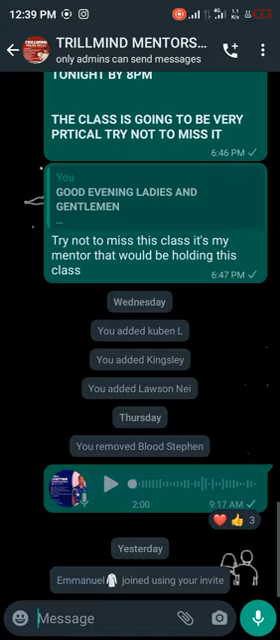 12:39 PM
4G
1.1
K/s
TRILLMIND MENTORS...
only admins can send messages
TONIGHT BY 8PM
THE CLASS IS GOING TO BE VERY
PRTICAL TRY NOT TO MISS IT
6:46 PM
You
GOOD EVENING LADIES AND
GENTLEMEN
...
Try not to miss this class it's my
mentor that would be holding this
class
6:47 PM
Wednesday
You added kuben L
You added Kingsley
You added Lawson Nei
Thursday
You removed Blood Stephen
2:00
9:17 AM
3
Yesterday
Emmanuel joined using your invite
Message